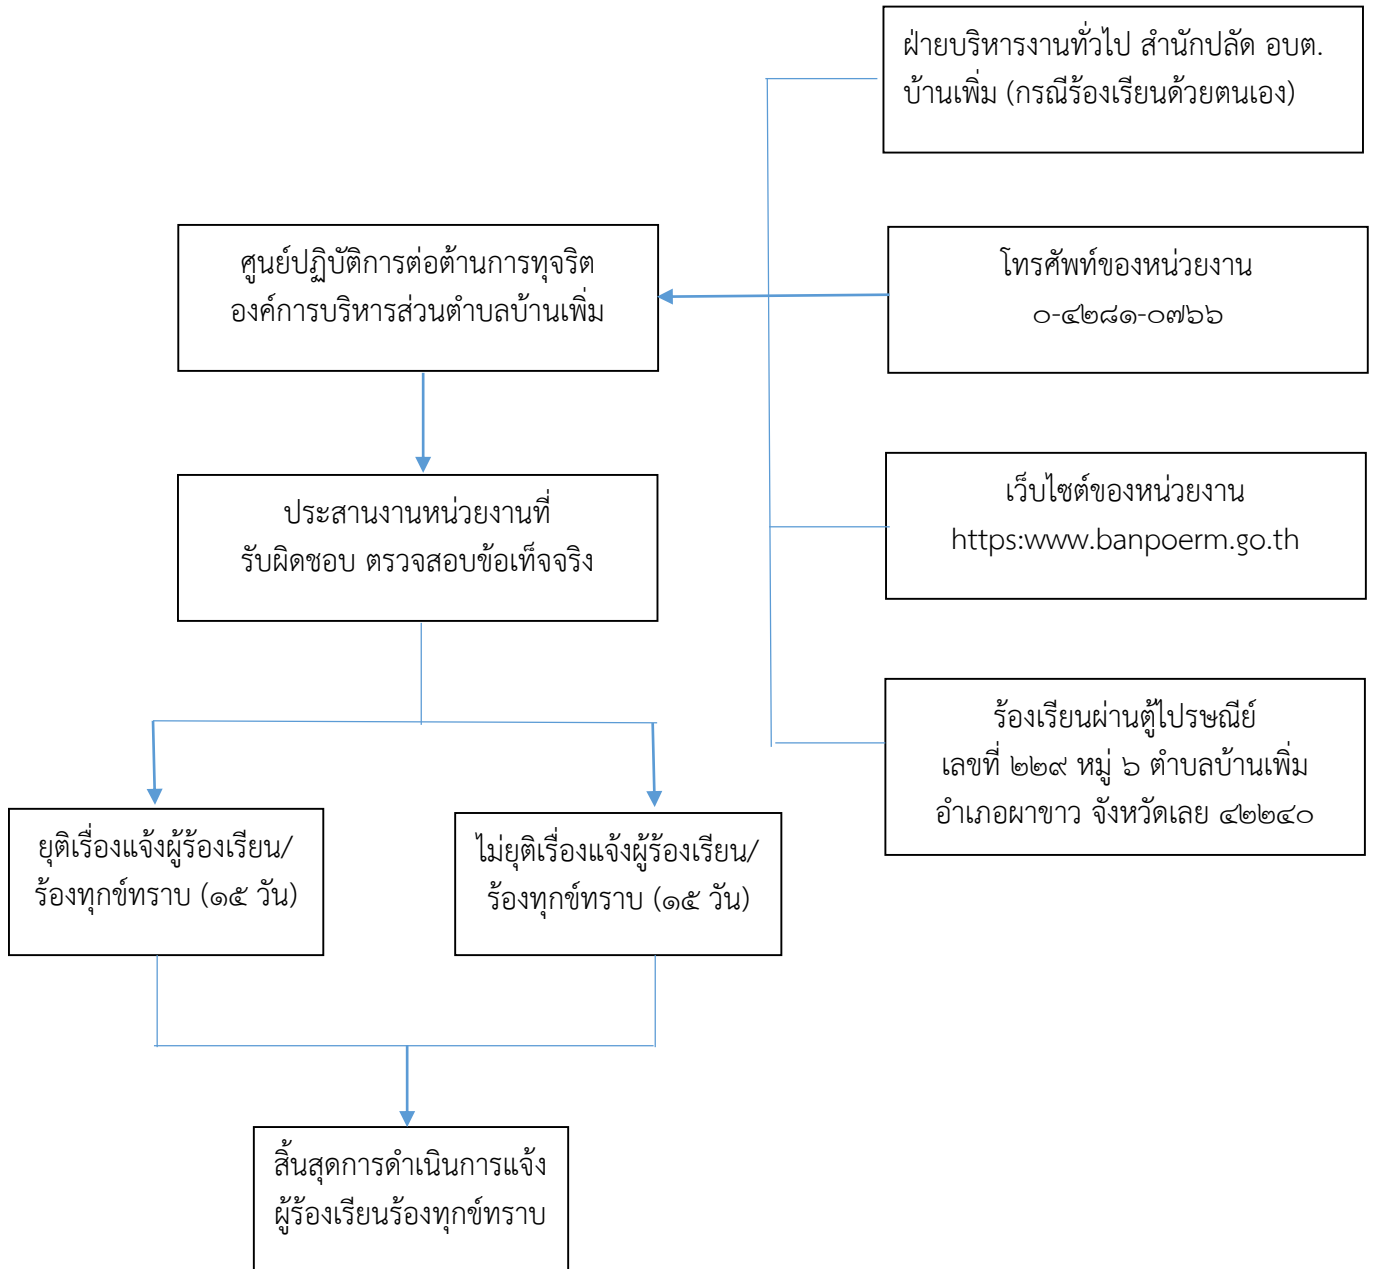 ฝ่ายบริหารงานทั่วไป สำนักปลัด อบต.
บ้านเพิ่ม (กรณีร้องเรียนด้วยตนเอง)
ศูนย์ปฏิบัติการต่อต้านการทุจริต
องค์การบริหารส่วนตำบลบ้านเพิ่ม
โทรศัพท์ของหน่วยงาน
๐-๔๒๘๑-๐๗๖๖
ประสานงานหน่วยงานที่
รับผิดชอบ ตรวจสอบข้อเท็จจริง
เว็บไซต์ของหน่วยงาน
https:www.banpoerm.go.th
ร้องเรียนผ่านตู้ไปรษณีย์
เลขที่ ๒๒๙ หมู่ ๖ ตำบลบ้านเพิ่ม
อำเภอผาขาว จังหวัดเลย ๔๒๒๔๐
ยุติเรื่องแจ้งผู้ร้องเรียน/
ร้องทุกข์ทราบ (๑๕ วัน)
ไม่ยุติเรื่องแจ้งผู้ร้องเรียน/
ร้องทุกข์ทราบ (๑๕ วัน)
สิ้นสุดการดำเนินการแจ้ง
ผู้ร้องเรียนร้องทุกข์ทราบ